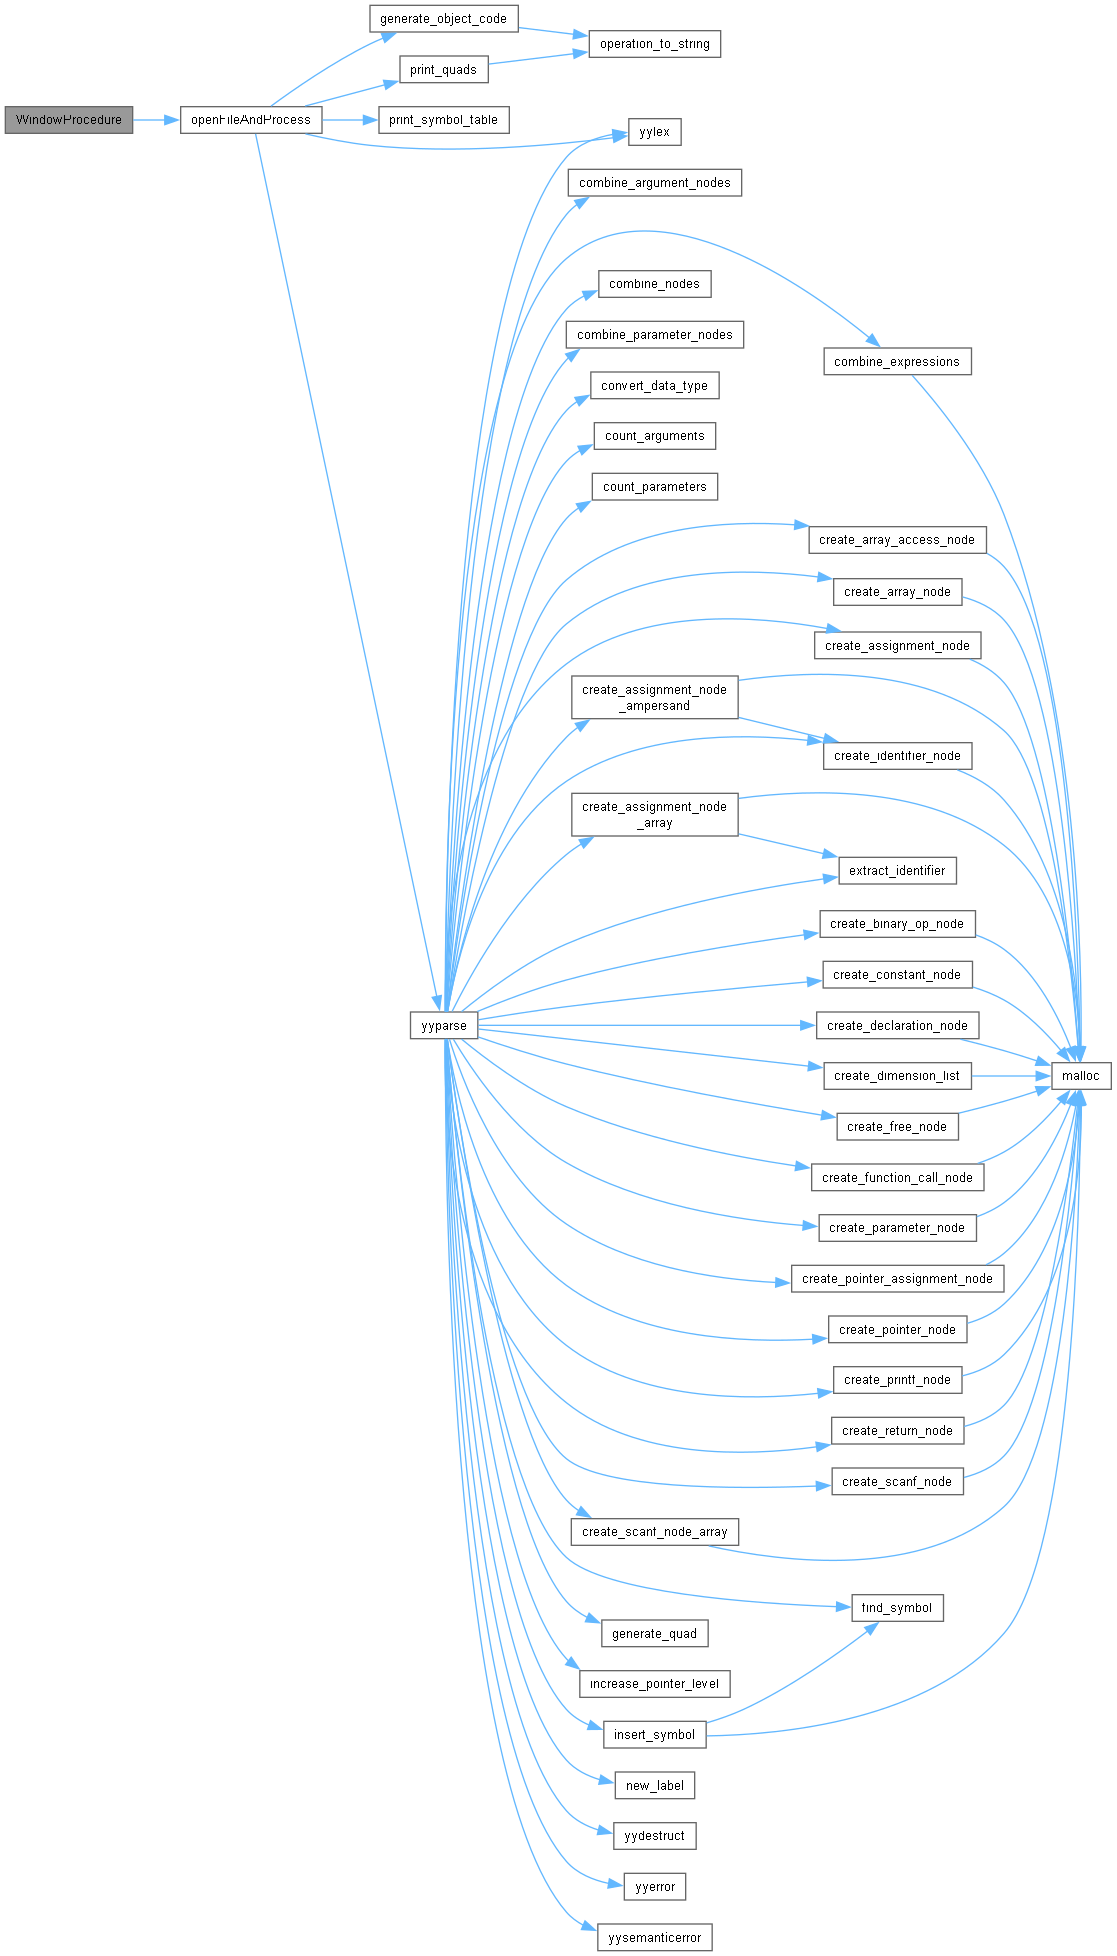 generate_object_code
operation_to_string
print_quads
WindowProcedure
openFileAndProcess
print_symbol_table
yylex
combine_argument_nodes
combine_nodes
combine_parameter_nodes
combine_expressions
convert_data_type
count_arguments
count_parameters
create_array_access_node
create_array_node
create_assignment_node
create_assignment_node
_ampersand
create_identifier_node
create_assignment_node
_array
extract_identifier
create_binary_op_node
create_constant_node
yyparse
create_declaration_node
create_dimension_list
malloc
create_free_node
create_function_call_node
create_parameter_node
create_pointer_assignment_node
create_pointer_node
create_printf_node
create_return_node
create_scanf_node
create_scanf_node_array
find_symbol
generate_quad
increase_pointer_level
insert_symbol
new_label
yydestruct
yyerror
yysemanticerror